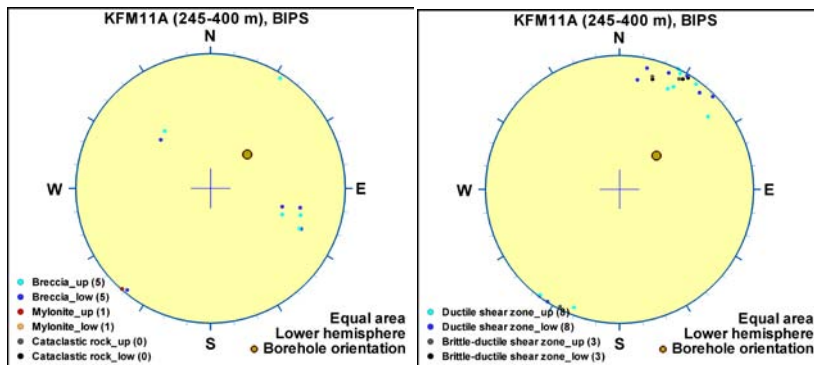 KFM11A (245-400 m), BIPS
N
W
E
S
Breccia_up (5)
Breccia_low (5)
Mylonite_up (1)
Mylonite_low (1)
Cataclastic rock_up (0)
Cataclastic rock_low (0)
Equal area
Lower hemisphere
Borehole orientation
KFM11A (245-400 m), BIPS
N
W
E
S
Ductile shear zone_up (8)
Ductile shear zone_low (8)
Brittle-ductile shear zone_up (3)
Brittle-ductile shear zone_low (3)
Equal area
Lower hemisphere
Borehole orientation